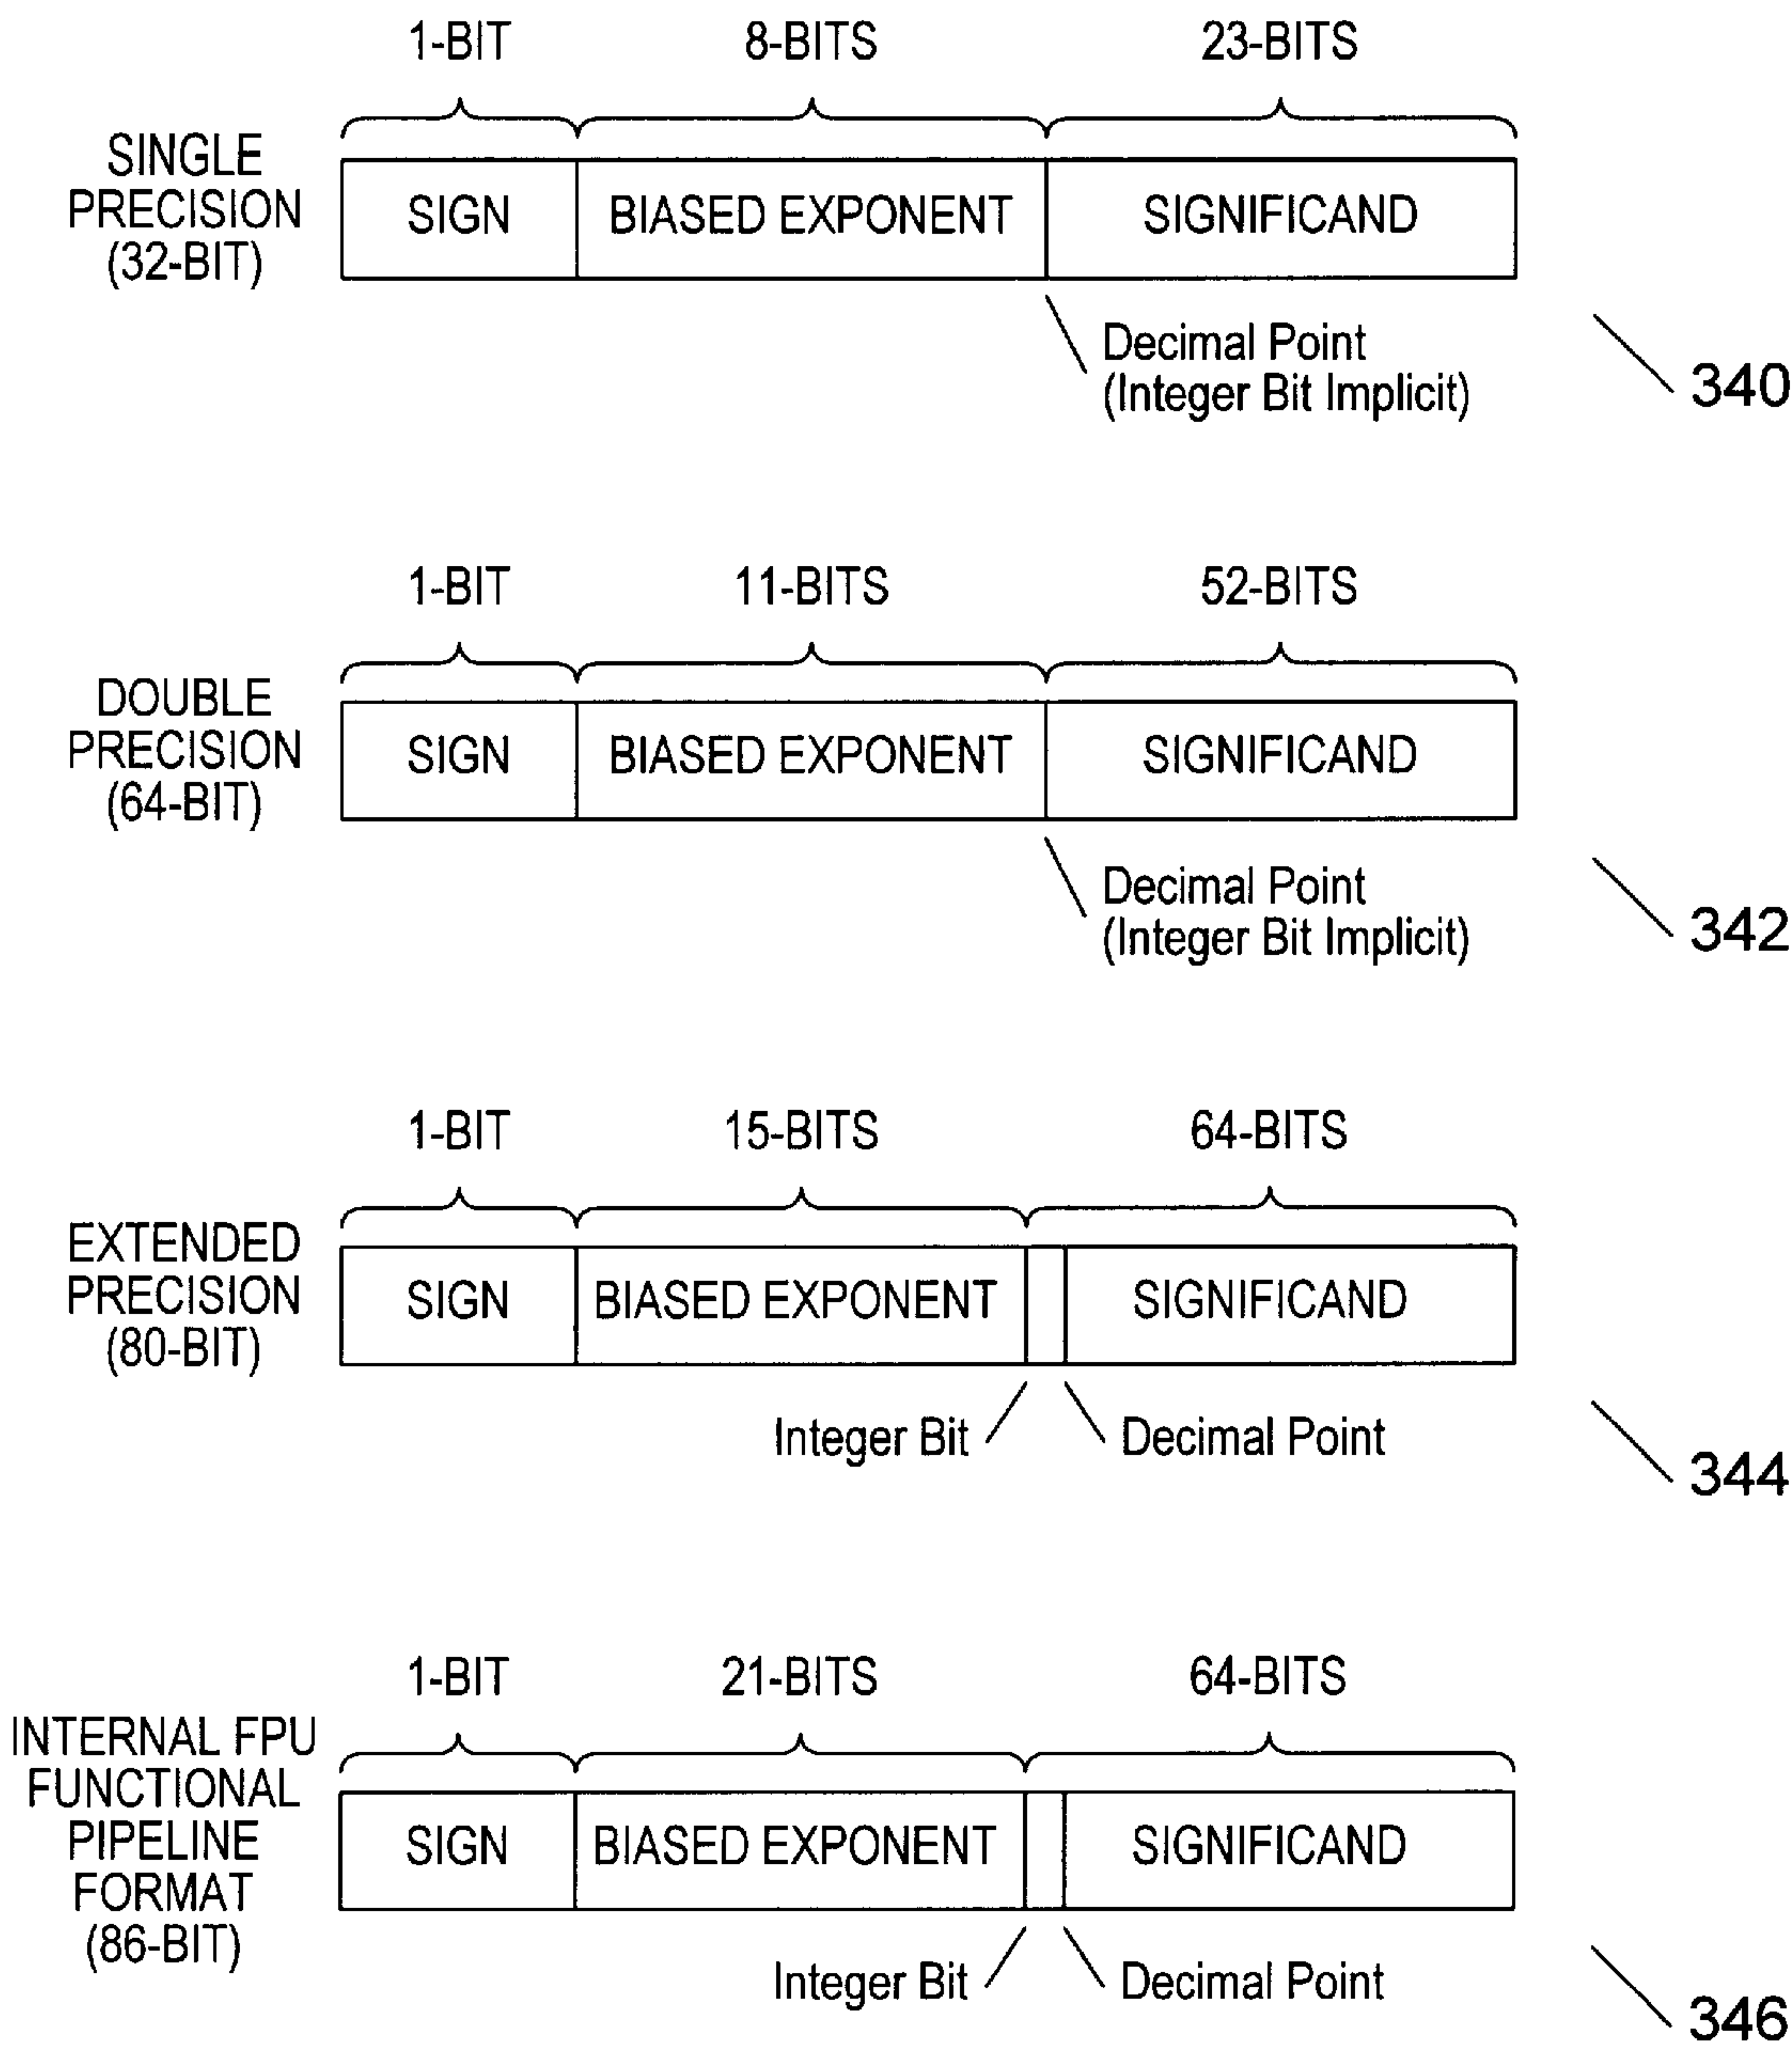 1-BIT 8-BITS 23-BITS
SINGLE
PRECISION
(32-BIT)
SIGN BIASED EXPONENT SIGNIFICAND
Decimal Point
(Integer Bit Implicit)
340
1-BIT 11-BITS 52-BITS
DOUBLE
PRECISION
(64-BIT)
SIGN BIASED EXPONENT SIGNIFICAND
Decimal Point
(Integer Bit Implicit)
342
1-BIT 15-BITS 64-BITS
EXTENDED
PRECISION
(80-BIT)
SIGN BIASED EXPONENT SIGNIFICAND
Integer Bit Decimal Point
344
1-BIT 21-BITS 64-BITS
INTERNAL FPU
FUNCTIONAL
PIPELINE
FORMAT
(86-BIT)
SIGN BIASED EXPONENT SIGNIFICAND
Integer Bit Decimal Point
346